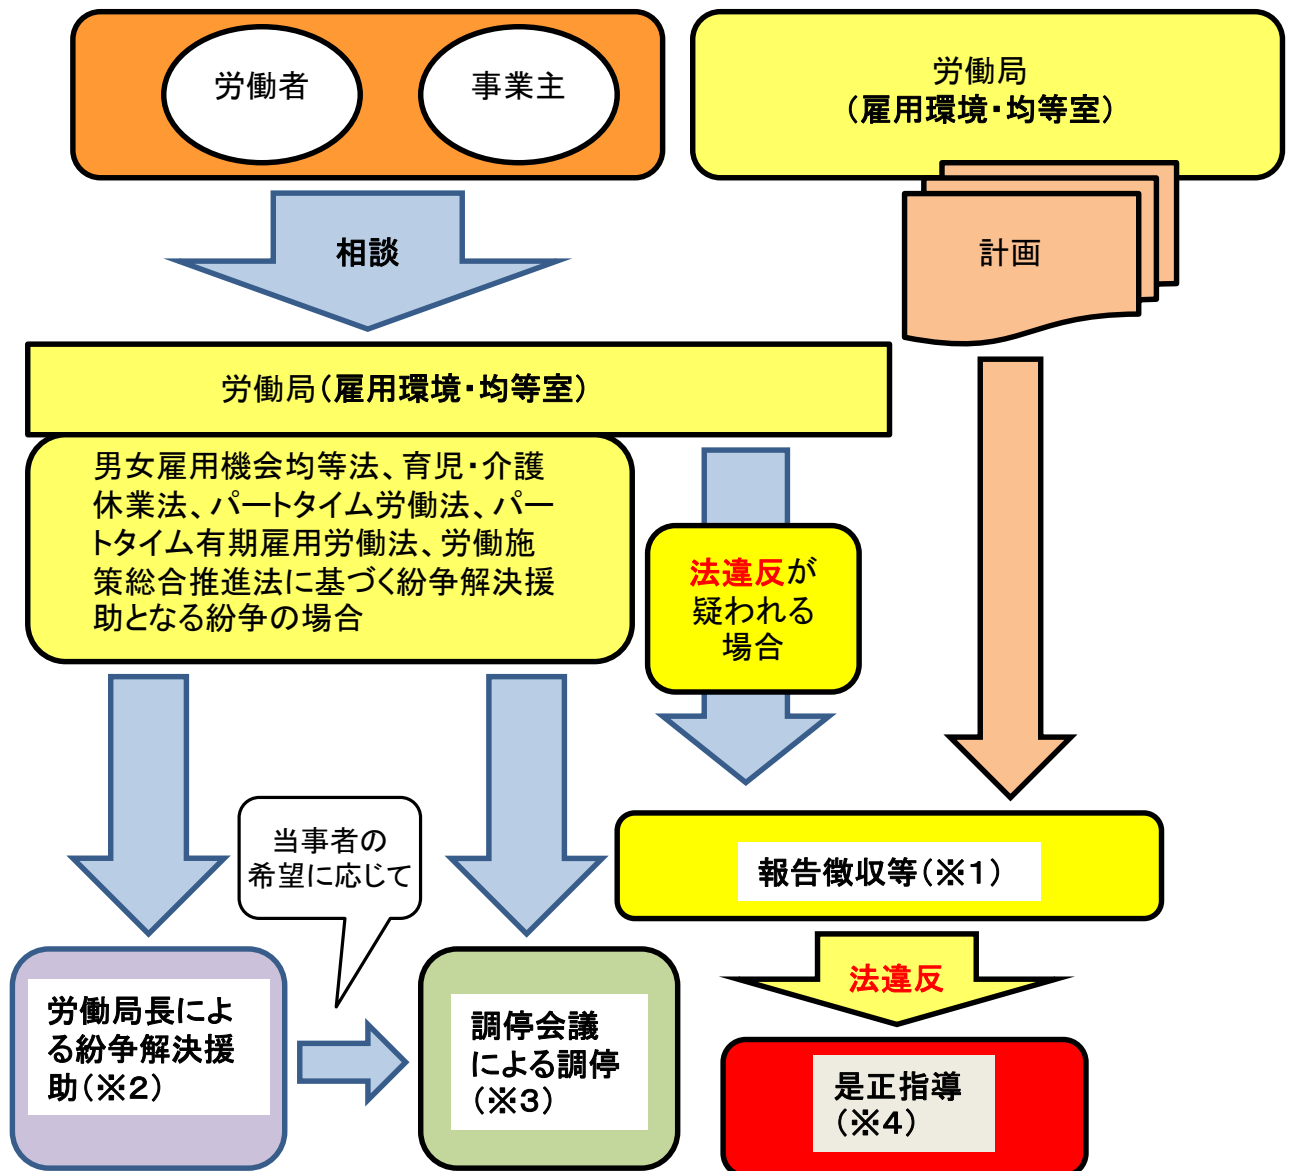 労働者
事業主
労働局
（雇用環境・均等室）
相談
計画
労働局（雇用環境・均等室）
男女雇用機会均等法、育児・介護
休業法、パートタイム労働法、パー
トタイム有期雇用労働法、労働施
策総合推進法に基づく紛争解決援
助となる紛争の場合
法違反が
疑われる
場合
当事者の
希望に応じて
報告徴収等（※１）
法違反
労働局長によ
る紛争解決援
助（※２）
調停会議
による調停
（※３）
是正指導
（※４）